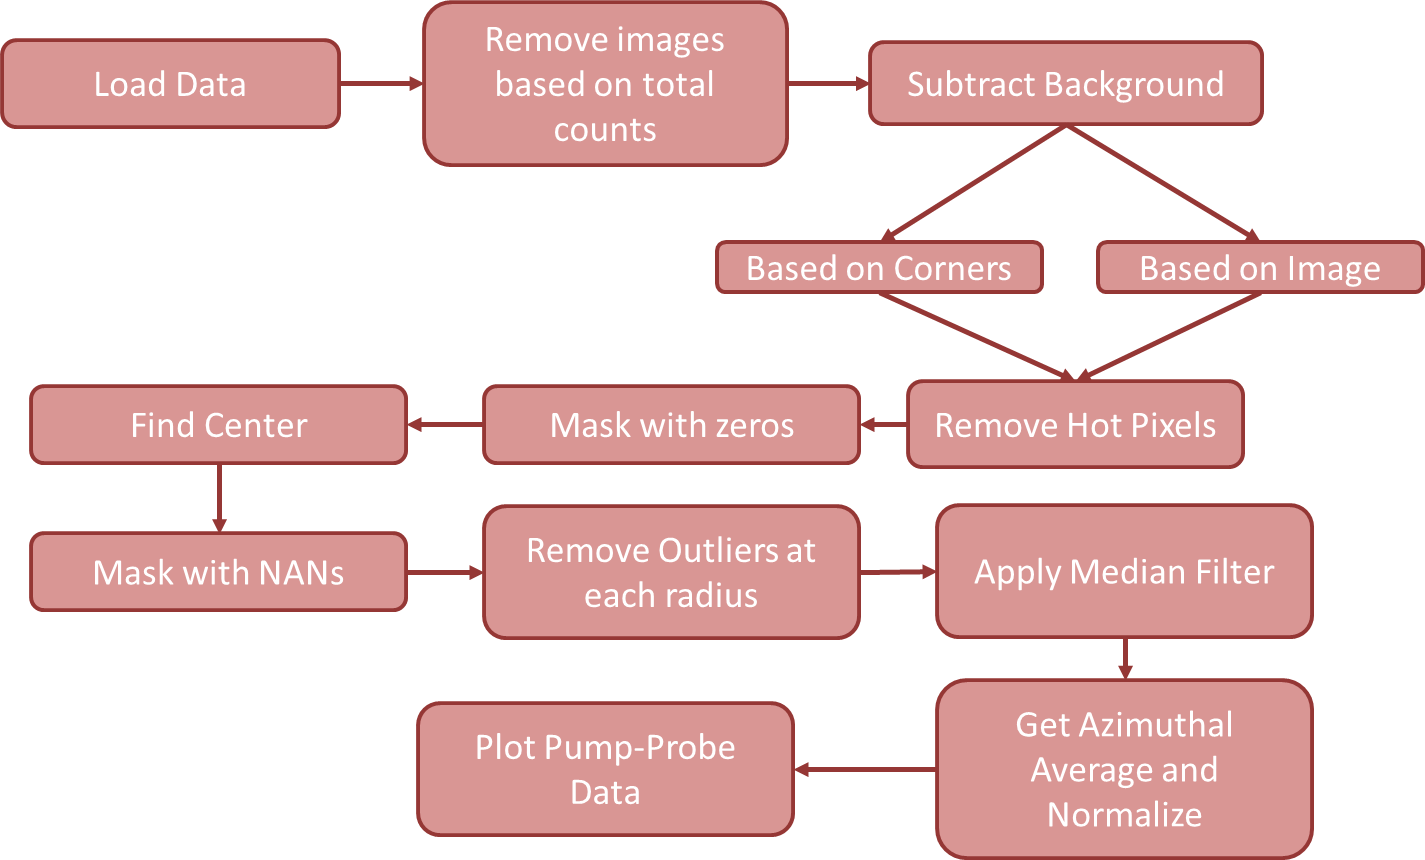 Load Data
Remove images
based on total
counts
Subtract Background
Based on Corners
Based on Image
Remove Hot Pixels
Mask with zeros
Find Center
Mask with NANs
Remove Outliers at
each radius
Apply Median Filter
Get Azimuthal
Average and
Normalize
Plot Pump-Probe
Data